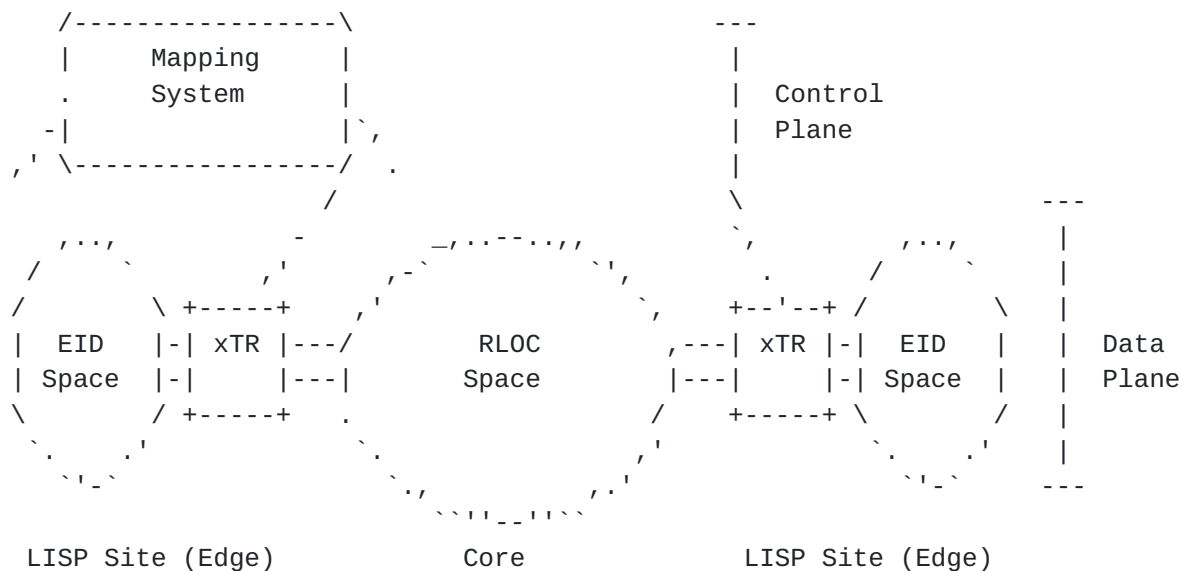 Mapping
System
Control
Plane
EID xTR RLOC xTR EID Data
Space Space Space Plane
LISP Site (Edge) Core LISP Site (Edge)